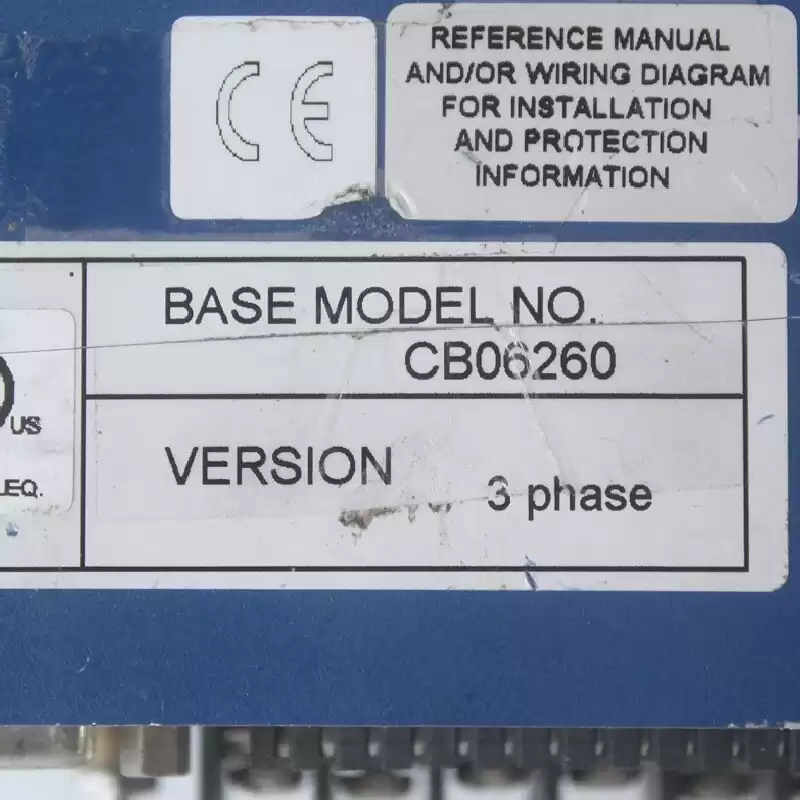 CE
REFERENCE MANUAL
AND/OR WIRING DIAGRAM
FOR INSTALLATION
AND PROTECTION
INFORMATION
BASE MODEL NO.
CB06260
US
VERSION
EQ.
3 phase